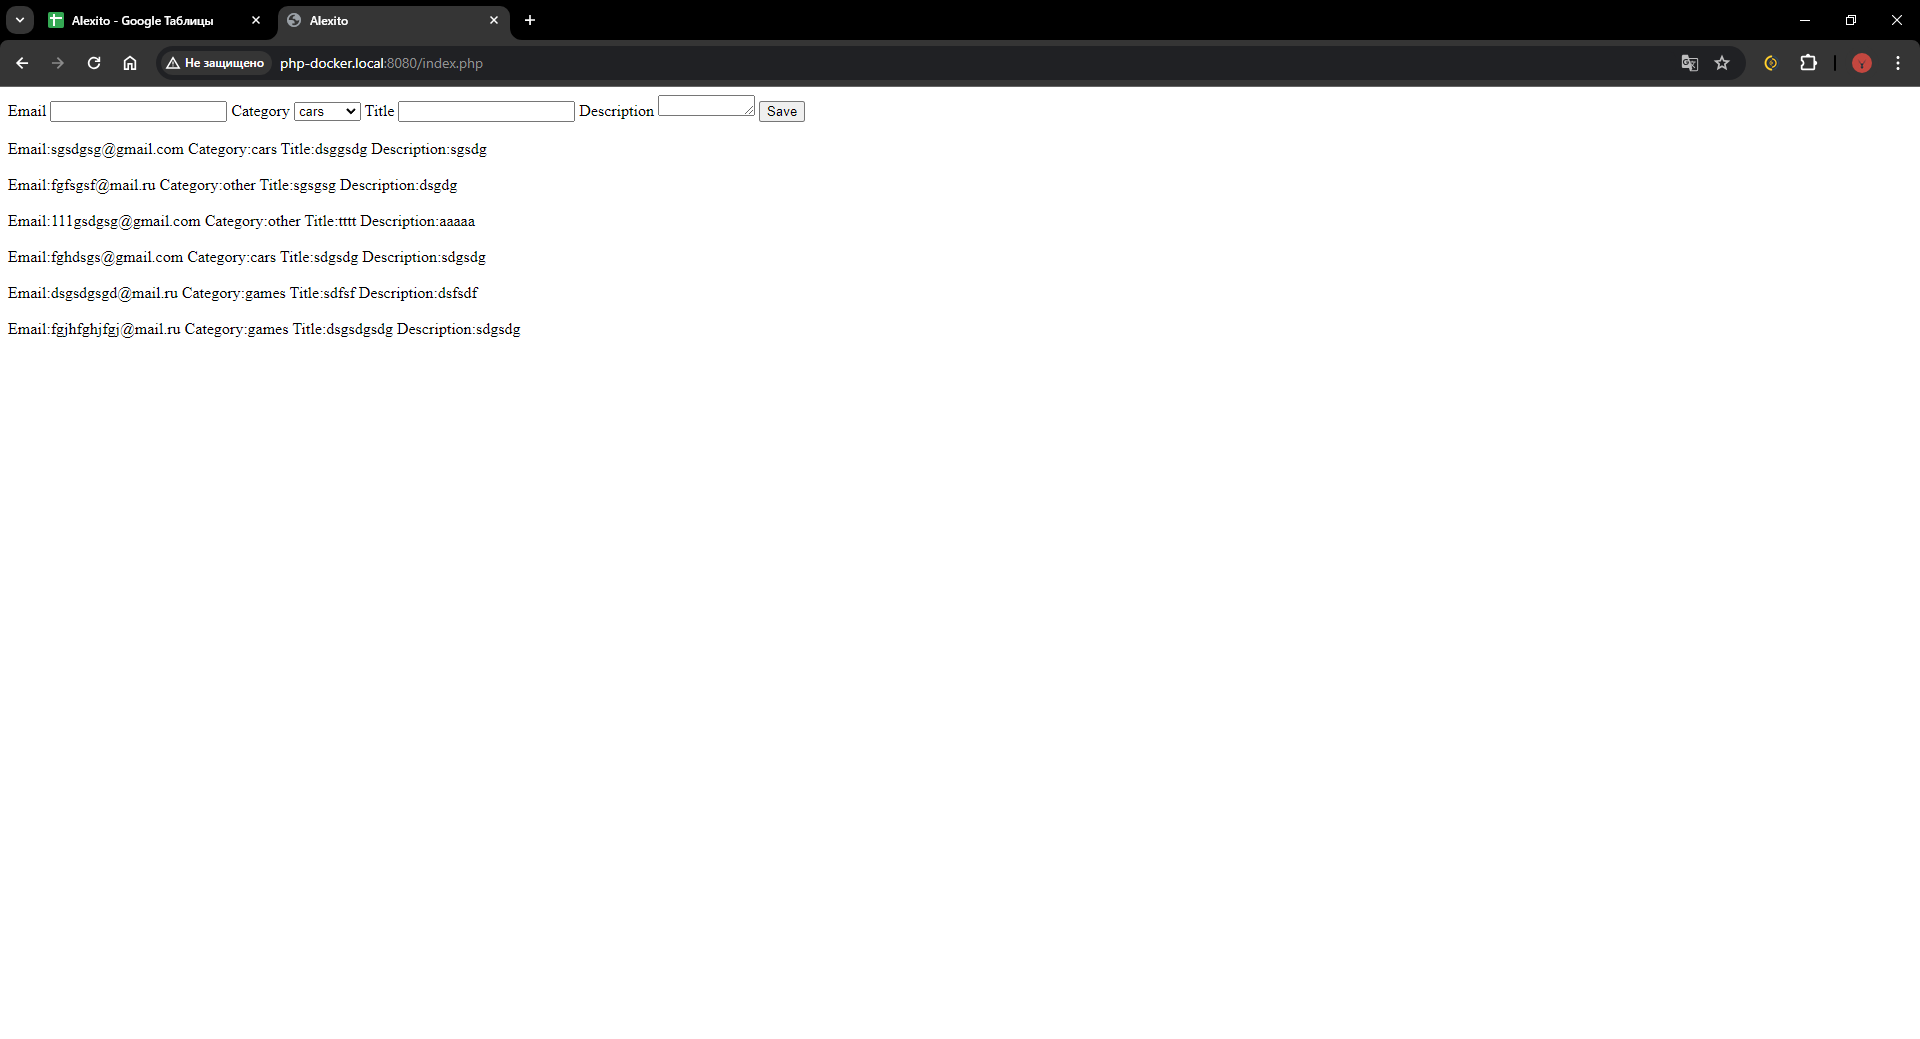 Alexito - Google Таблицы
Alexito
Не защищено php-docker.local:8080/index.php
Email Category cars Title Description Save
Email:sgsdgsg@gmail.com Category:cars Title:dsggsdg Description:sgsdg
Email:fgfsgsf@mail.ru Category:other Title:sgsgsg Description:dsgdg
Email:111gsdgsg@gmail.com Category:other Title:tttt Description:aaaaa
Email:fghdsgs@gmail.com Category:cars Title:sdgsdg Description:sdgsdg
Email:dsgsdgsgd@mail.ru Category:games Title:sdfsf Description:dsfsdf
Email:fgjhfghjfgj@mail.ru Category:games Title:dsgsdgsdg Description:sdgsdg